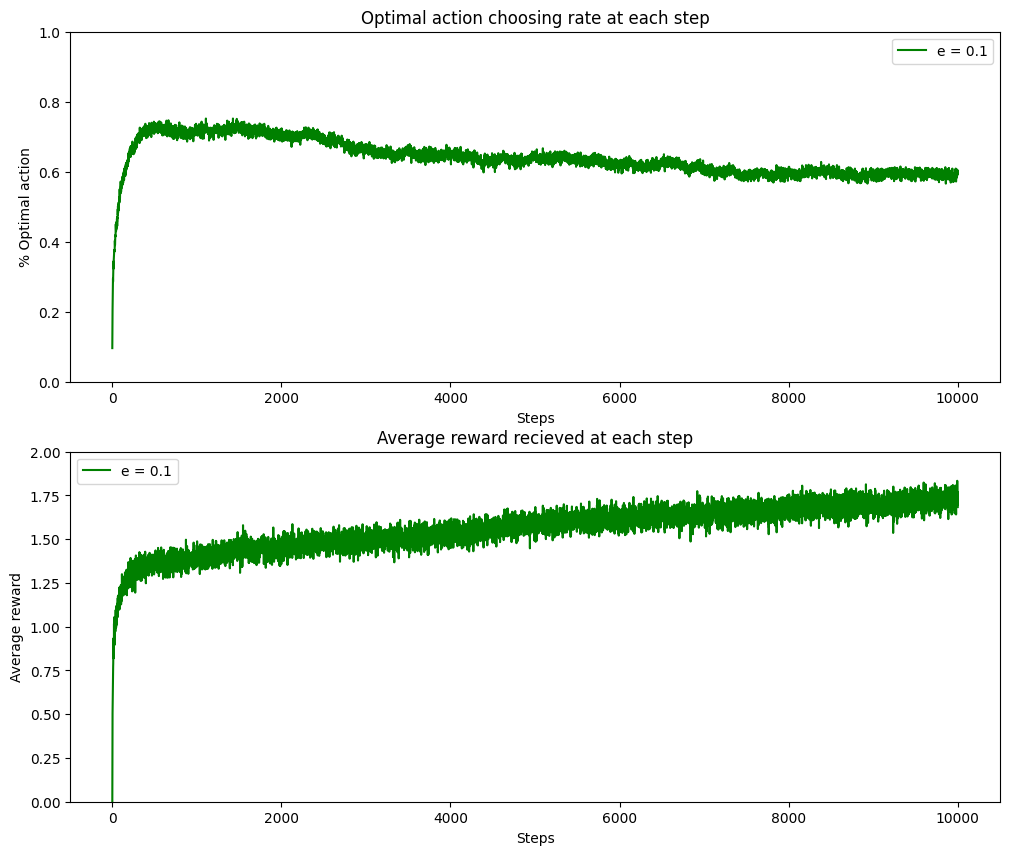 Optimal action choosing rate at each step
1.0
0.8
0.6
0.4
0.2
0.0
% Optimal action
e = 0.1
0 2000 4000 6000 8000 10000
Steps
Average reward recieved at each step
2.00
1.75
1.50
1.25
1.00
0.75
0.50
0.25
0.00
Average reward
e = 0.1
0 2000 4000 6000 8000 10000
Steps